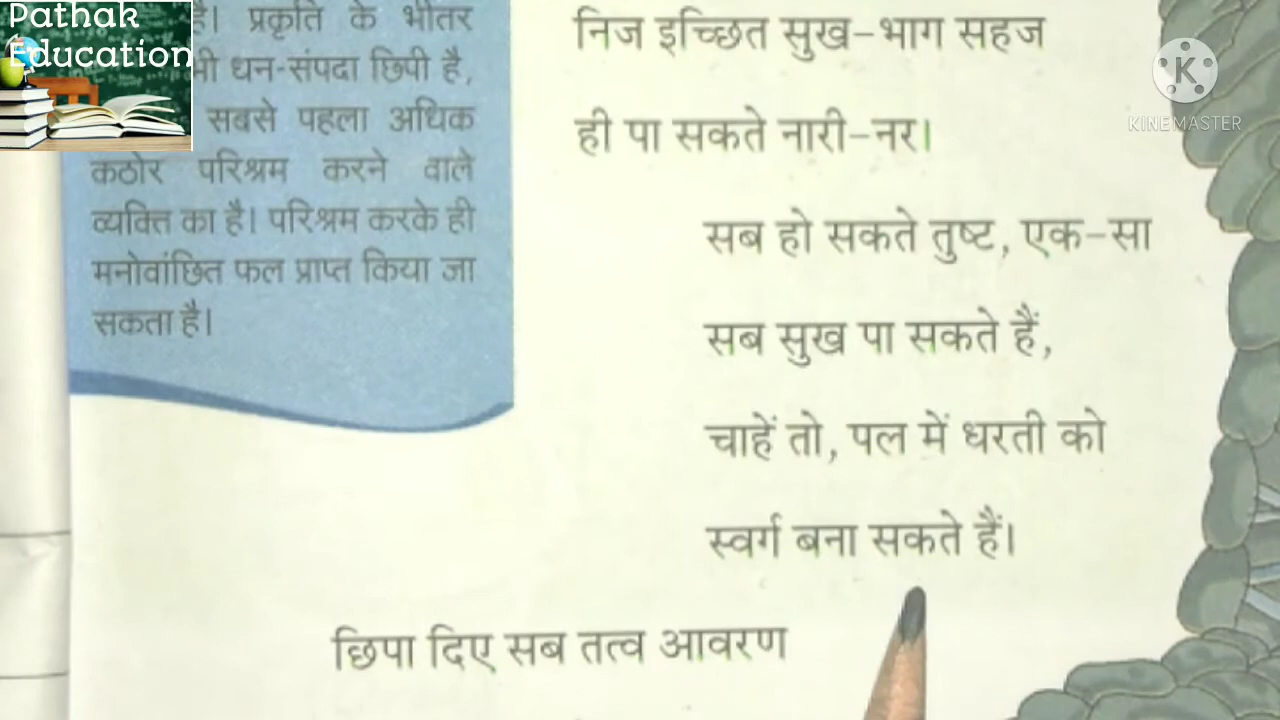 Pathak
Education
है। प्रकृति के भीतर
भी धन-संपदा छिपी है,
सबसे पहला अधिक
कठोर परिश्रम करने वाले
व्यक्ति का है। परिश्रम करके ही
मनोवांछित फल प्राप्त किया जा
सकता है।
निज इच्छित सुख-भाग सहज
ही पा सकते नारी-नर।
सब हो सकते तुष्ट, एक-सा
सब सुख पा सकते हैं,
चाहें तो, पल में धरती को
स्वर्ग बना सकते हैं।
छिपा दिए सब तत्व आवरण
K
KINEMASTER